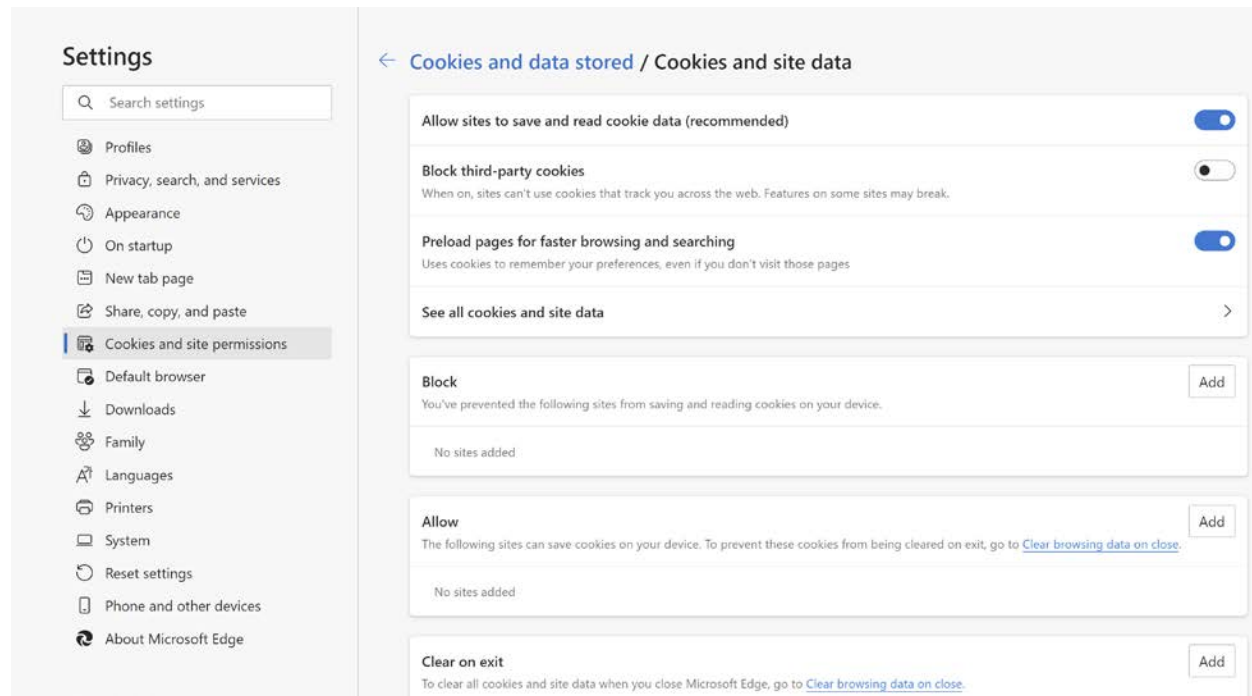 Settings
Search settings
Profiles
Privacy, search, and services
Appearance
On startup
New tab page
Share, copy, and paste
Cookies and site permissions
Default browser
Downloads
Family
Languages
Printers
System
Reset settings
Phone and other devices
About Microsoft Edge
Cookies and data stored / Cookies and site data
Allow sites to save and read cookie data (recommended)
Block third-party cookies
When on, sites can't use cookies that track you across the web. Features on some sites may break.
Preload pages for faster browsing and searching
Uses cookies to remember your preferences, even if you don't visit those pages
See all cookies and site data
Block
Add
You've prevented the following sites from saving and reading cookies on your device.
No sites added
Allow
Add
The following sites can save cookies on your device. To prevent these cookies from being cleared on exit, go to Clear browsing data on close.
No sites added
Clear on exit
Add
To clear all cookies and site data when you close Microsoft Edge, go to Clear browsing data on close.